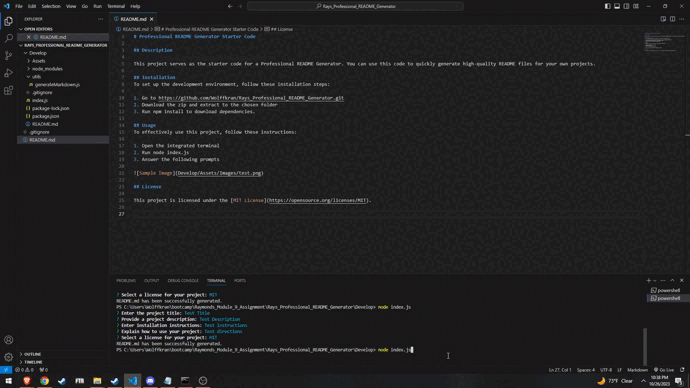 File Edit Selection View Go Run Terminal Help
Rays_Professional_README_Generator
EXPLORER
README.md
README.md > # Professional README Generator Starter Code > ## License
OPEN EDITORS
README.md
RAYS_PROFESSIONAL_README_GENERATOR
Develop
Assets
node_modules
utils
generateMarkdown.js
.gitignore
index.js
package-lock.json
package.json
README.md
.gitignore
README.md
OUTLINE
TIMELINE
1 # Professional README Generator Starter Code
2
3 ## Description
4
5 This project serves as the starter code for a Professional README Generator. You can use this code to quickly generate high-quality README files for your own projects.
6
7 ## Installation
8 To set up the development environment, follow these installation steps:
9
10 1. Go to https://github.com/Wolffkran/Rays_Professional_README_Generator.git
11 2. Download the zip and extract to the chosen folder
12 3. Run npm install to download dependencies.
13
14 ## Usage
15 To effectively use this project, follow these instructions:
16
17 1. Open the integrated terminal
18 2. Run node index.js
19 3. Answer the following prompts
20
21 ![Sample Image](Develop/Assets/Images/test.png)
22
23 ## License
24
25 This project is licensed under the [MIT License](https://opensource.org/licenses/MIT).
26
27
PROBLEMS OUTPUT DEBUG CONSOLE TERMINAL PORTS
? Select a license for your project: MIT
README.md has been successfully generated.
PS C:\Users\Wolffkran\bootcamp\Raymonds_Module_9_Assignment\Rays_Professional_README_Generator\Develop> node index.js
? Enter the project title: Test Title
? Provide a project description: Test Description
? Enter installation instructions: Test instructions
? Explain how to use your project: Test directions
? Select a license for your project: MIT
README.md has been successfully generated.
PS C:\Users\Wolffkran\bootcamp\Raymonds_Module_9_Assignment\Rays_Professional_README_Generator\Develop> node index.js
powershell
powershell
Ln 27, Col 1 Spaces: 4 UTF-8 LF Markdown Go Live
73°F Clear
10:38 PM
10/26/2023